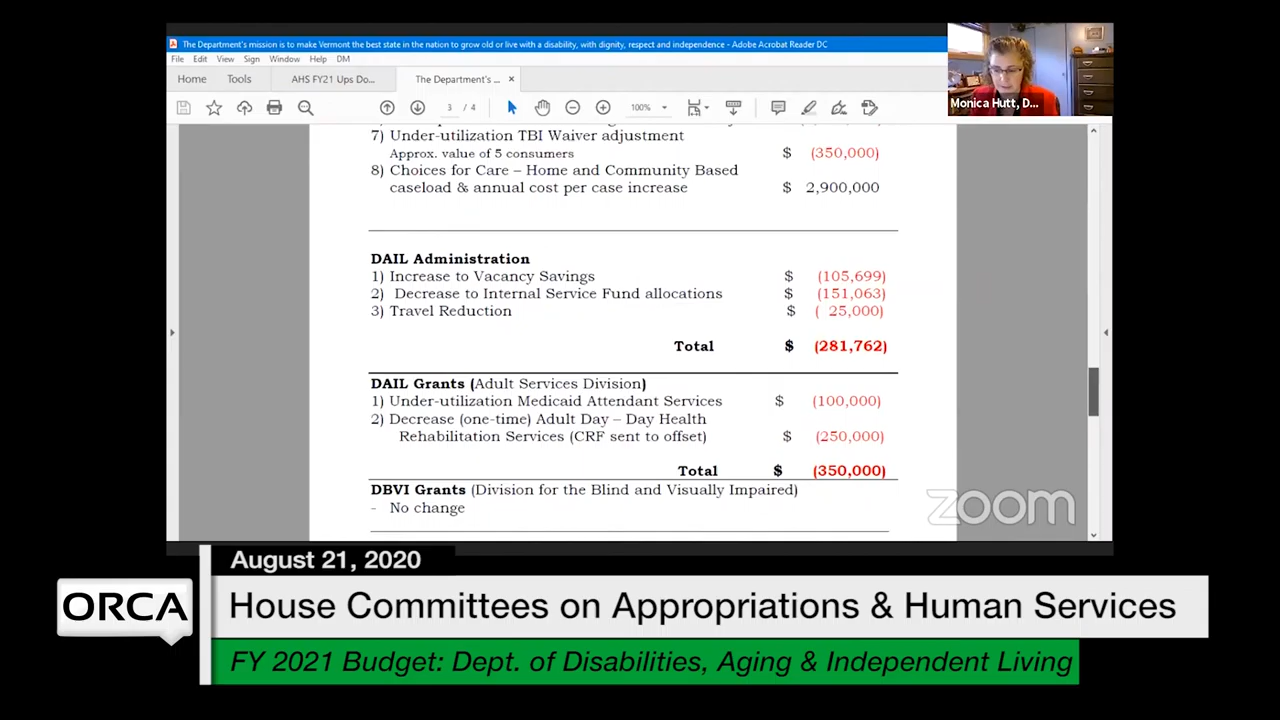 The Department's mission is to make Vermont the best state in the nation to grow old or live with a disability, with dignity, respect and independence - Adobe Acrobat Reader DC
File Edit View Sign Window Help DM
Home Tools AHS FY21 Ups Do... The Department's ... ×
3 / 4 100%
Monica Hutt, D...
7) Under-utilization TBI Waiver adjustment
Approx. value of 5 consumers $ (350,000)
8) Choices for Care – Home and Community Based
caseload & annual cost per case increase $ 2,900,000
DAIL Administration
1) Increase to Vacancy Savings $ (105,699)
2) Decrease to Internal Service Fund allocations $ (151,063)
3) Travel Reduction $ ( 25,000)
Total $ (281,762)
DAIL Grants (Adult Services Division)
1) Under-utilization Medicaid Attendant Services $ (100,000)
2) Decrease (one-time) Adult Day – Day Health
Rehabilitation Services (CRF sent to offset) $ (250,000)
Total $ (350,000)
DBVI Grants (Division for the Blind and Visually Impaired)
- No change
zoom
August 21, 2020
ORCA
House Committees on Appropriations & Human Services
FY 2021 Budget: Dept. of Disabilities, Aging & Independent Living